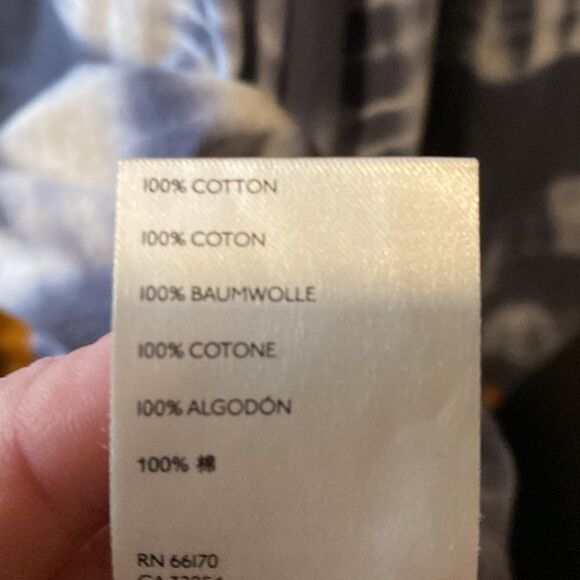 100% COTTON
100% COTON
100% BAUMWOLLE
100% COTONE
100% ALGODÓN
100% 棉
RN 66170